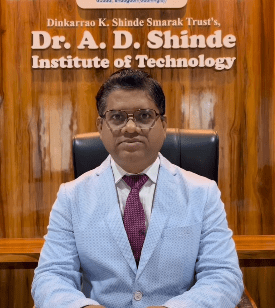 Dinkarrao K. Shinde Smarak Trust's,
Dr. A. D. Shinde
Institute of Technology